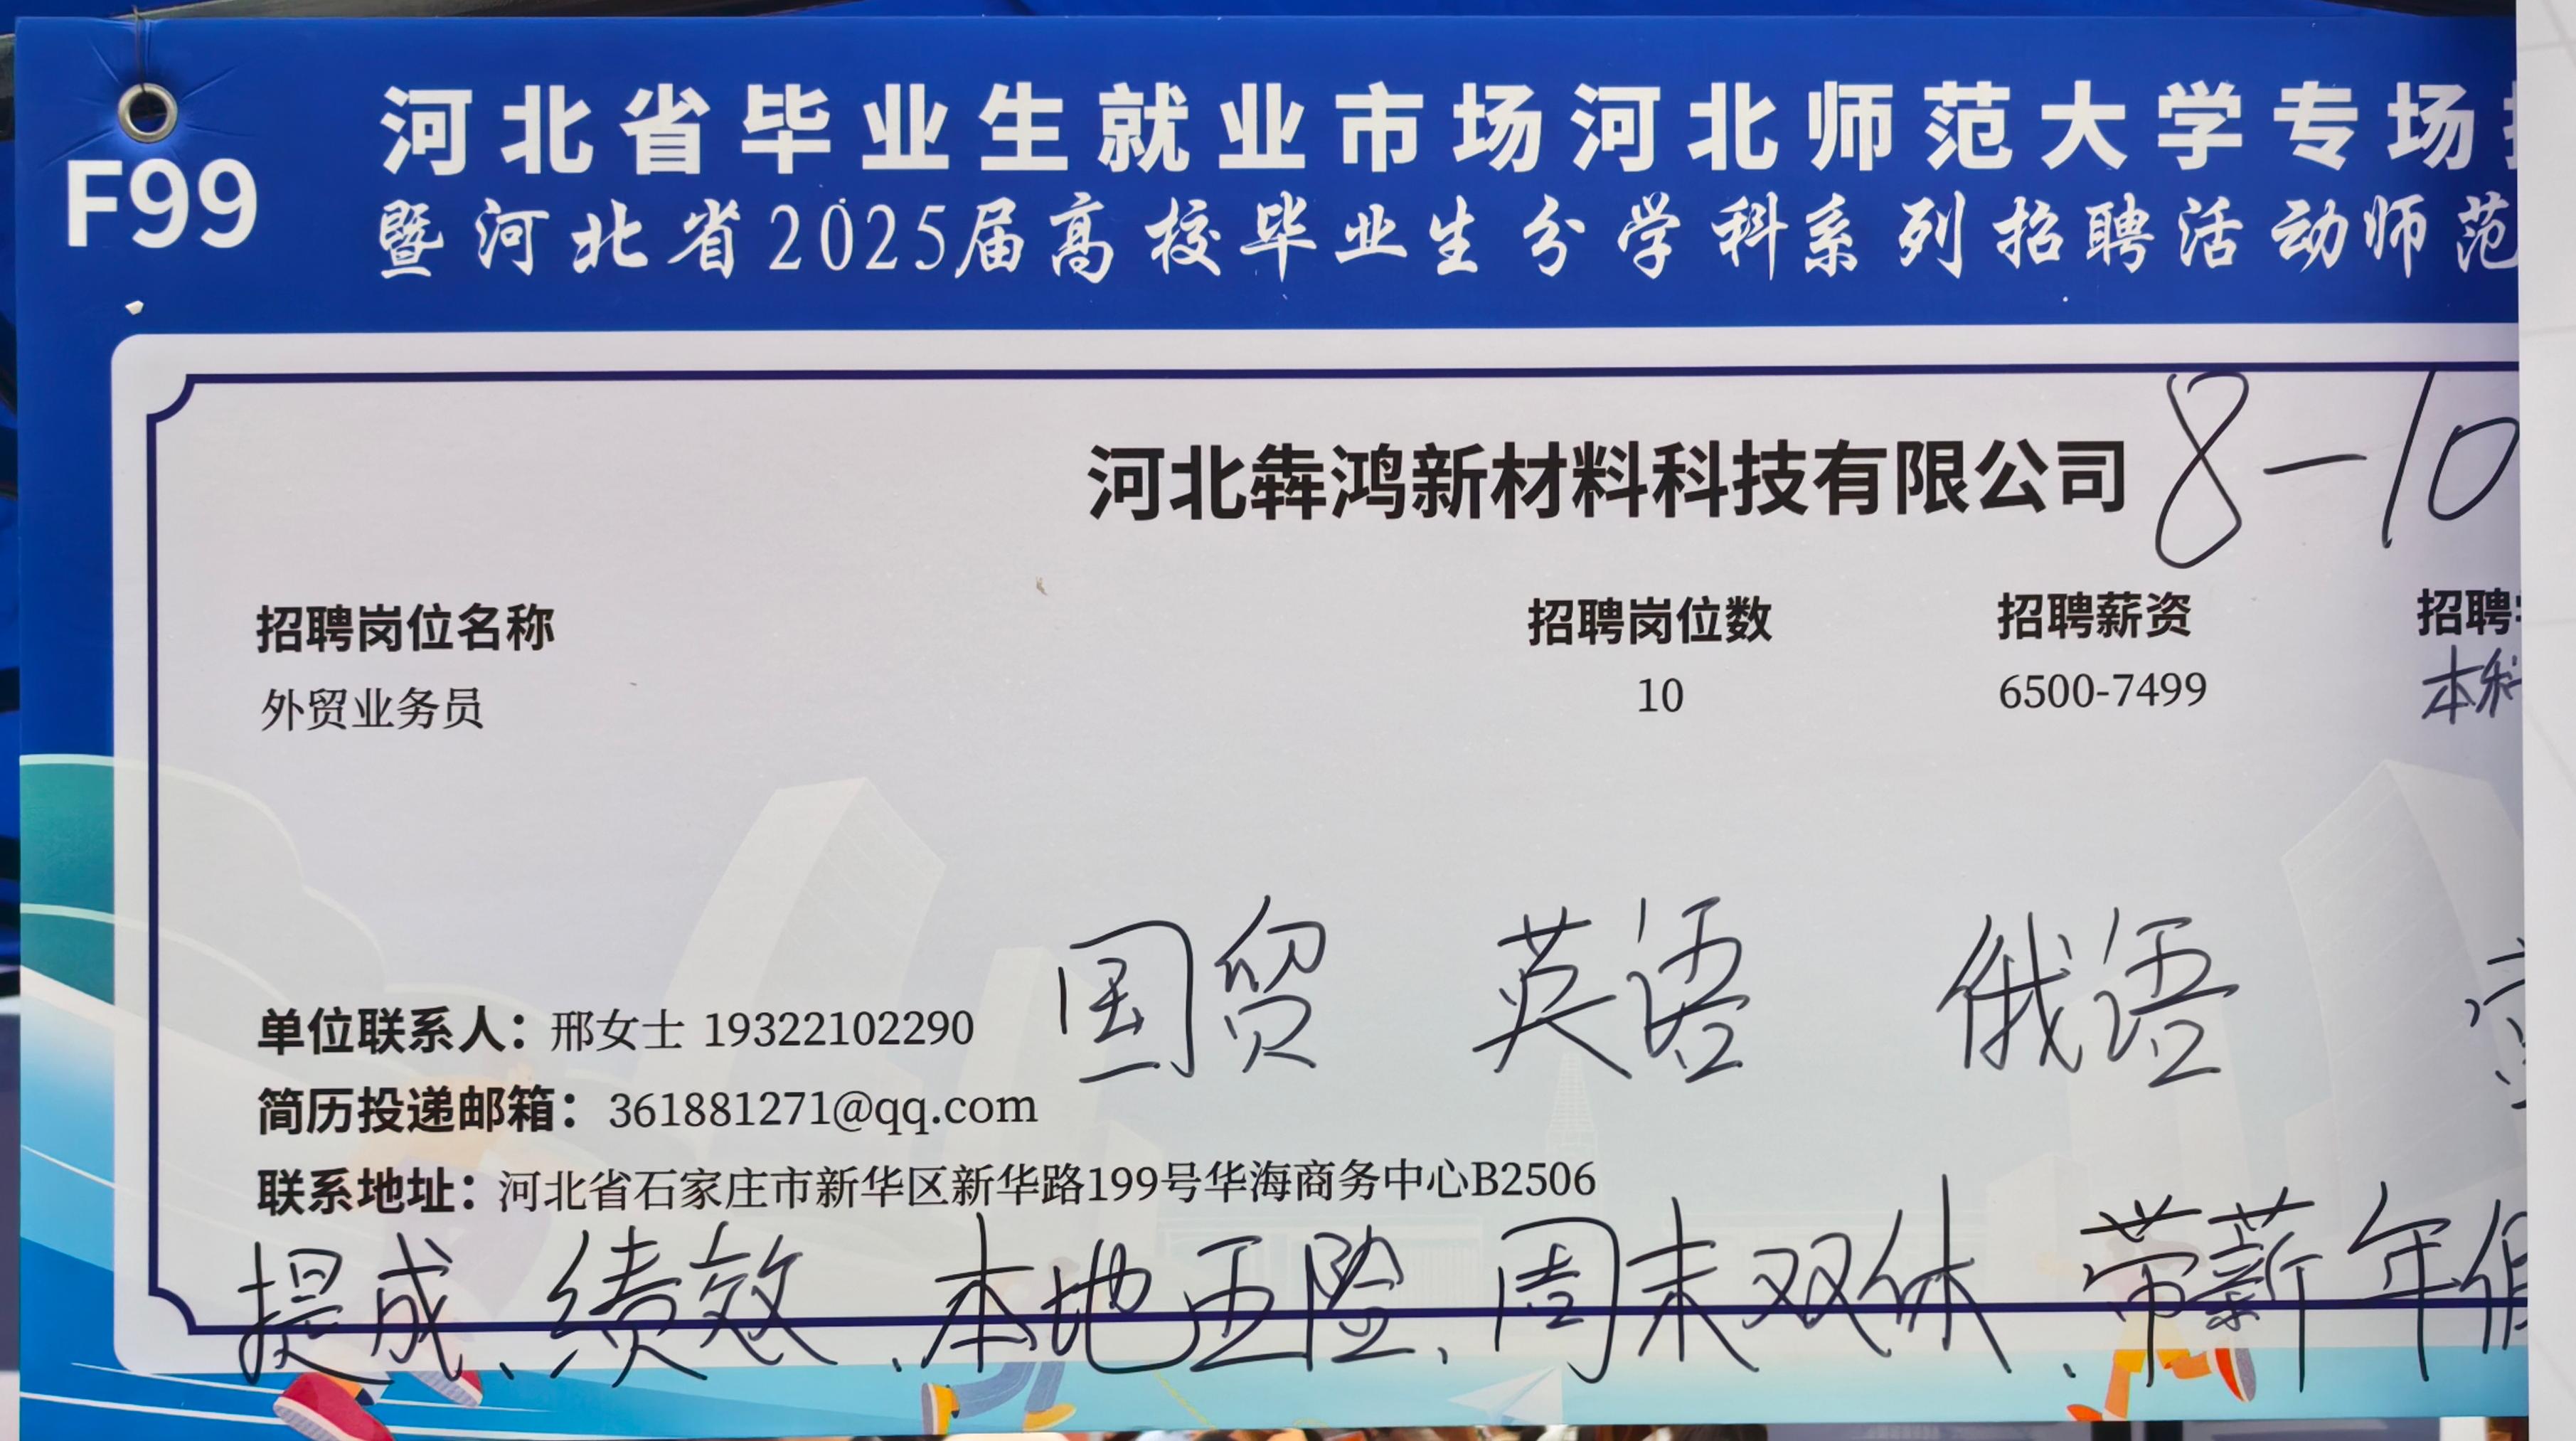 F99
河北省毕业生就业市场河北师范大学专场
暨河北省2025届高校毕业生分学科系列招聘活动师范
河北犇鸿新材料科技有限公司 8-10
招聘岗位名称 招聘岗位数 招聘薪资 招聘
外贸业务员 10 6500-7499 本科
国贸 英语 俄语
单位联系人：邢女士 19322102290
简历投递邮箱：361881271@qq.com
联系地址：河北省石家庄市新华区新华路199号华海商务中心B2506
提成、绩效、本地五险、周末双休、带薪年假